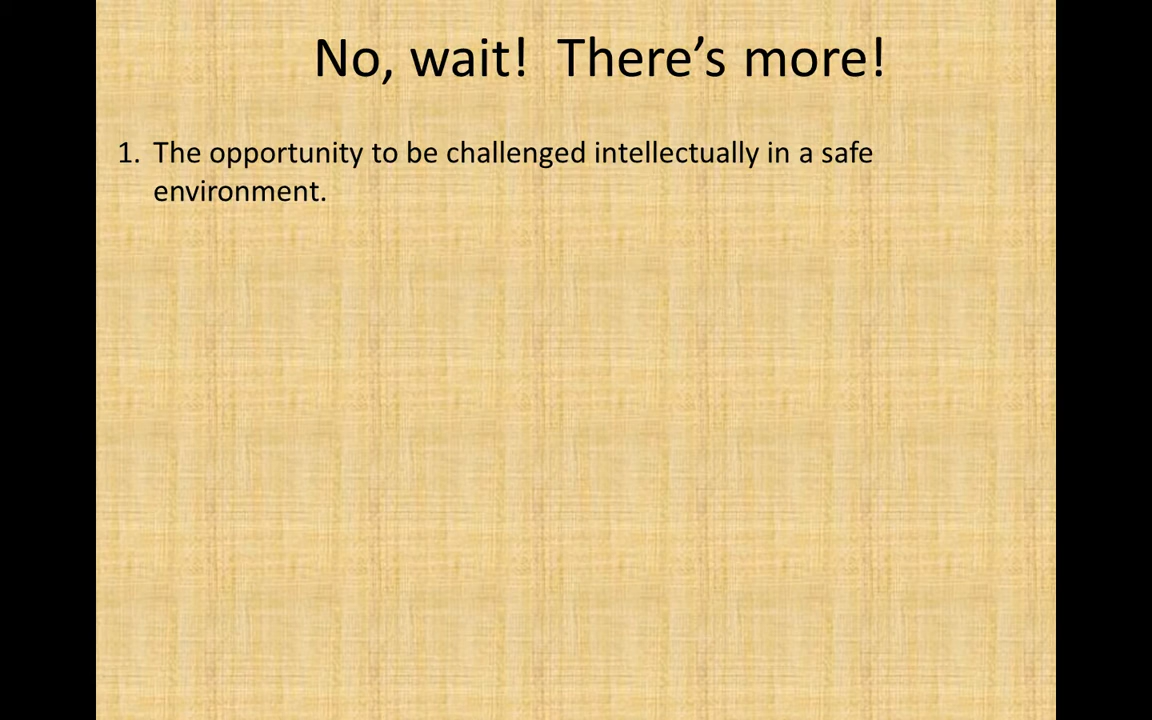 No, wait!  There’s more!
1. The opportunity to be challenged intellectually in a safe
environment.